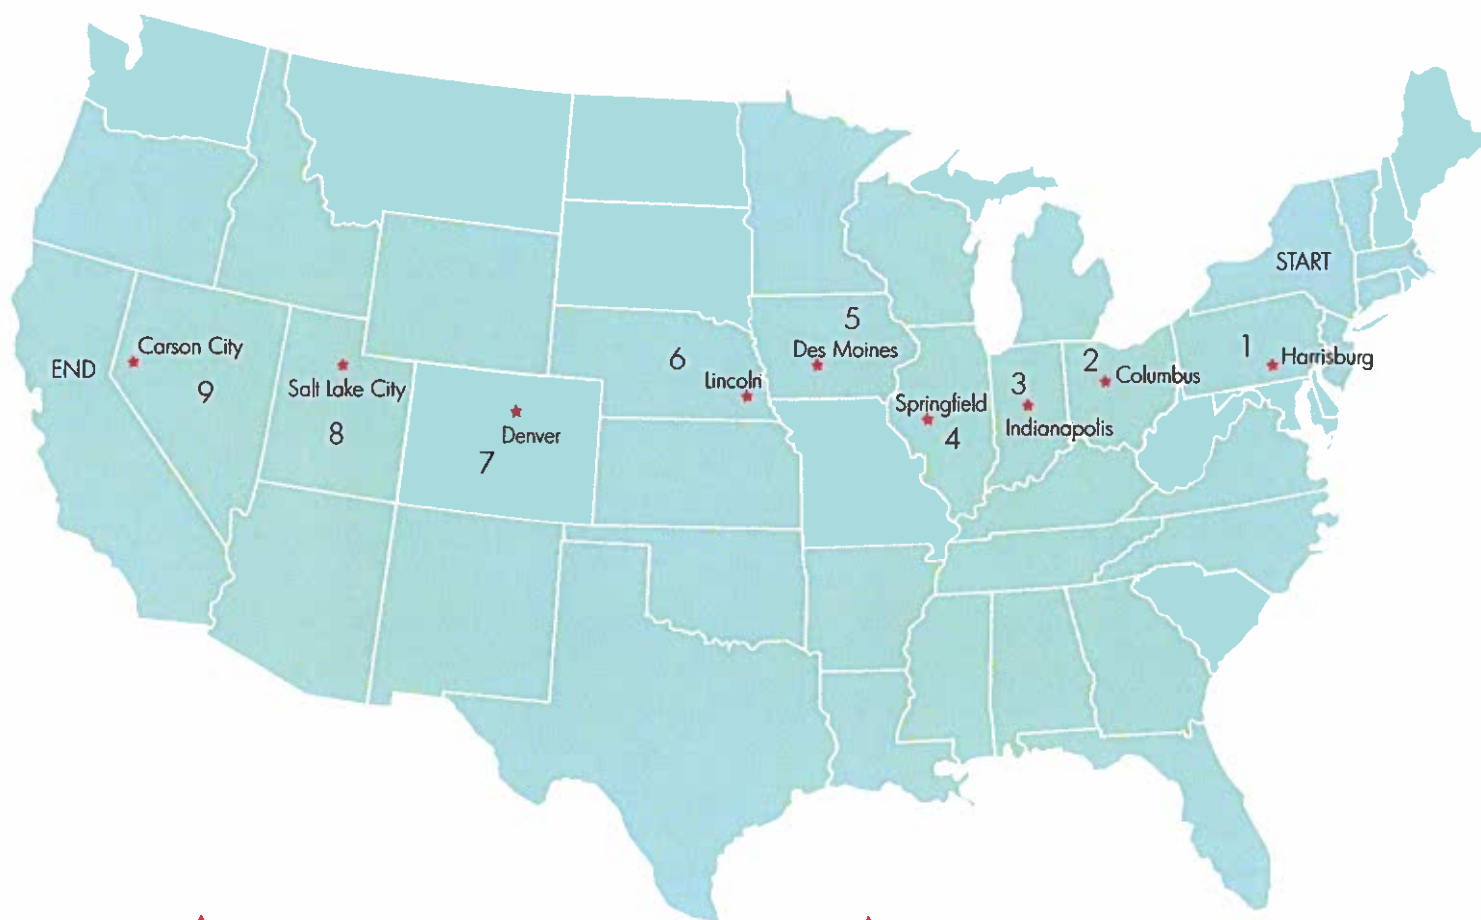 START
1
Harrisburg
2
Columbus
3
Indianapolis
Springfield
4
5
Des Moines
6
Lincoln
Denver
7
Salt Lake City
8
Carson City
9
END